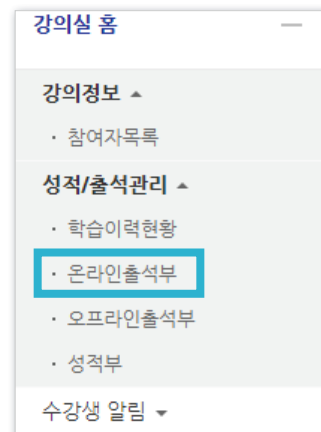 강의실 홈
강의정보
· 참여자목록
성적/출석관리
· 학습이력현황
· 온라인출석부
· 오프라인출석부
· 성적부
수강생 알림